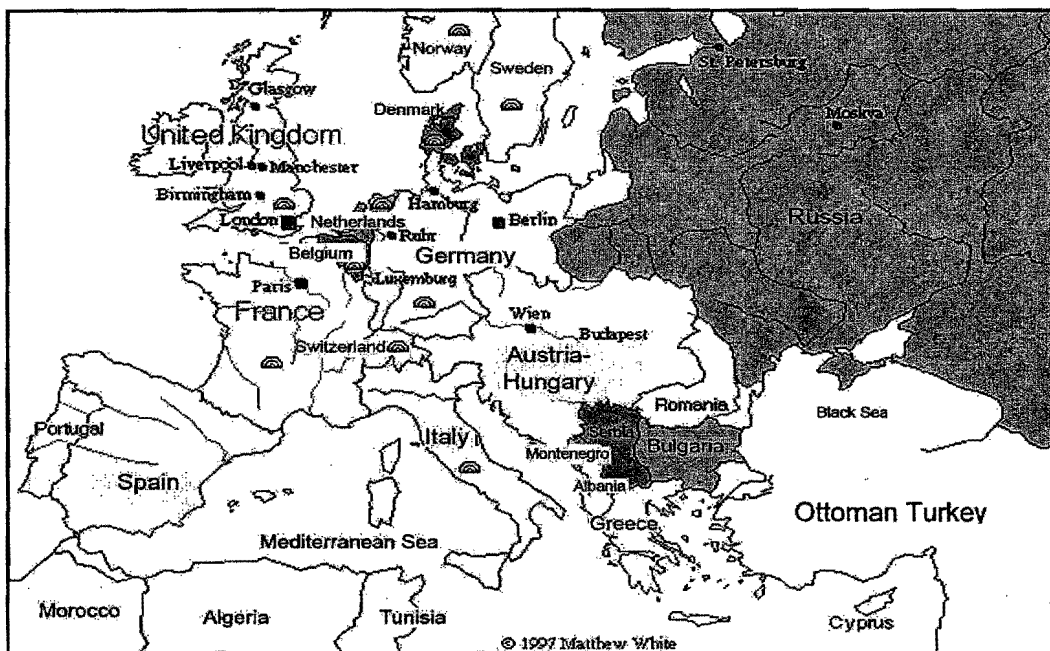 Norway
Sweden
St. Petersburg
Glasgow
Denmark
Moskva
United Kingdom
Liverpool
Manchester
Birmingham
Hamburg
London
Netherlands
Berlin
Russia
Ruhr
Belgium
Germany
Luxemburg
Paris
France
Wien
Budapest
Switzerland
Austria-
Hungary
Romania
Black Sea
Portugal
Italy
Serbia
Bulgaria
Montenegro
Spain
Albania
Ottoman Turkey
Greece
Mediterranean Sea
Morocco
Algeria
Tunisia
Cyprus
© 1997 Matthew White